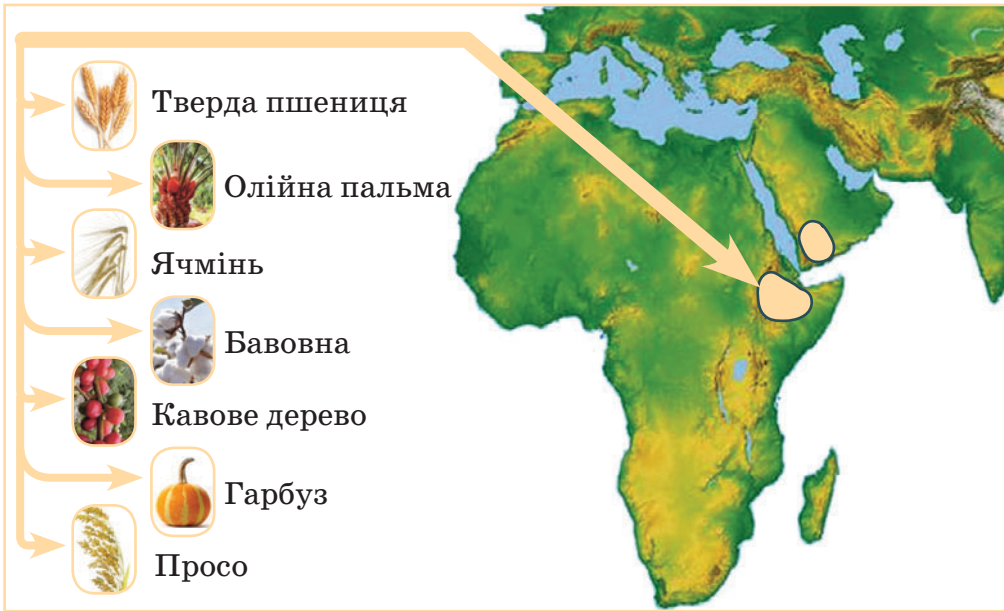 Тверда пшениця
Олійна пальма
Ячмінь
Бавовна
Кавове дерево
Гарбуз
Просо